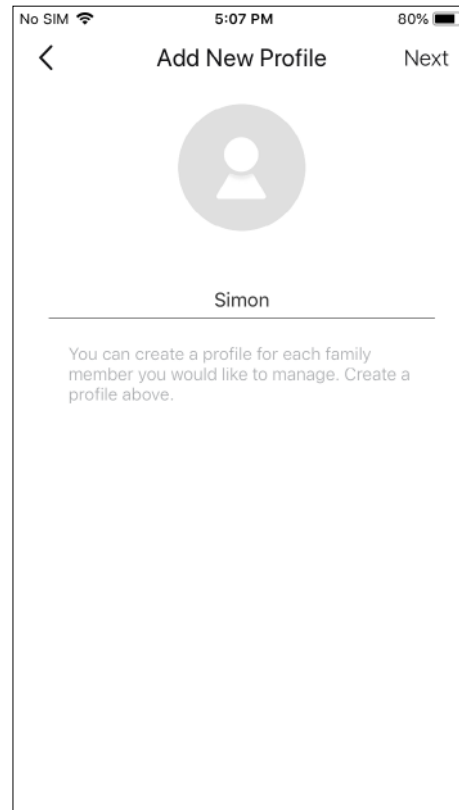 No SIM 5:07 PM 80%
Add New Profile Next
Simon
You can create a profile for each family
member you would like to manage. Create a
profile above.